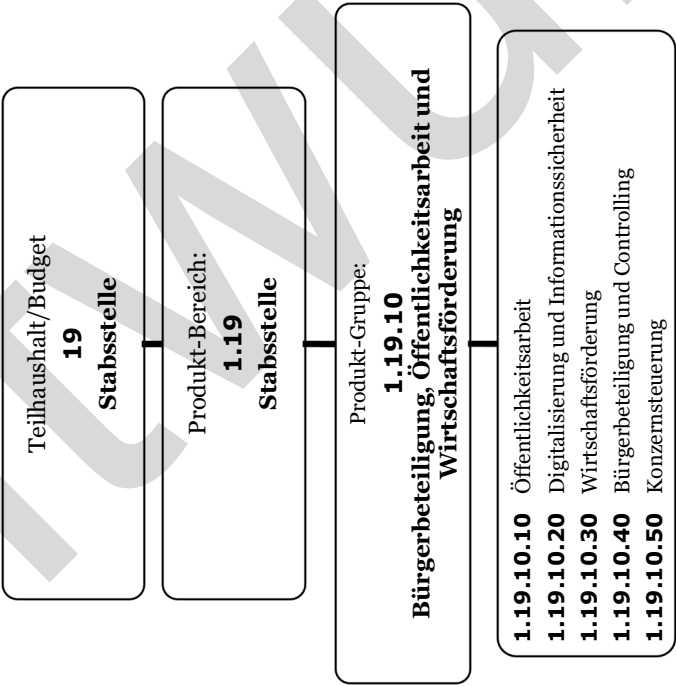 Teilhaushalt/Budget
19
Stabsstelle
Produkt-Bereich:
1.19
Stabsstelle
Produkt-Gruppe:
1.19.10
Bürgerbeteiligung, Öffentlichkeitsarbeit und
Wirtschaftsförderung
1.19.10.10 Öffentlichkeitsarbeit
1.19.10.20 Digitalisierung und Informationssicherheit
1.19.10.30 Wirtschaftsförderung
1.19.10.40 Bürgerbeteiligung und Controlling
1.19.10.50 Konzernsteuerung